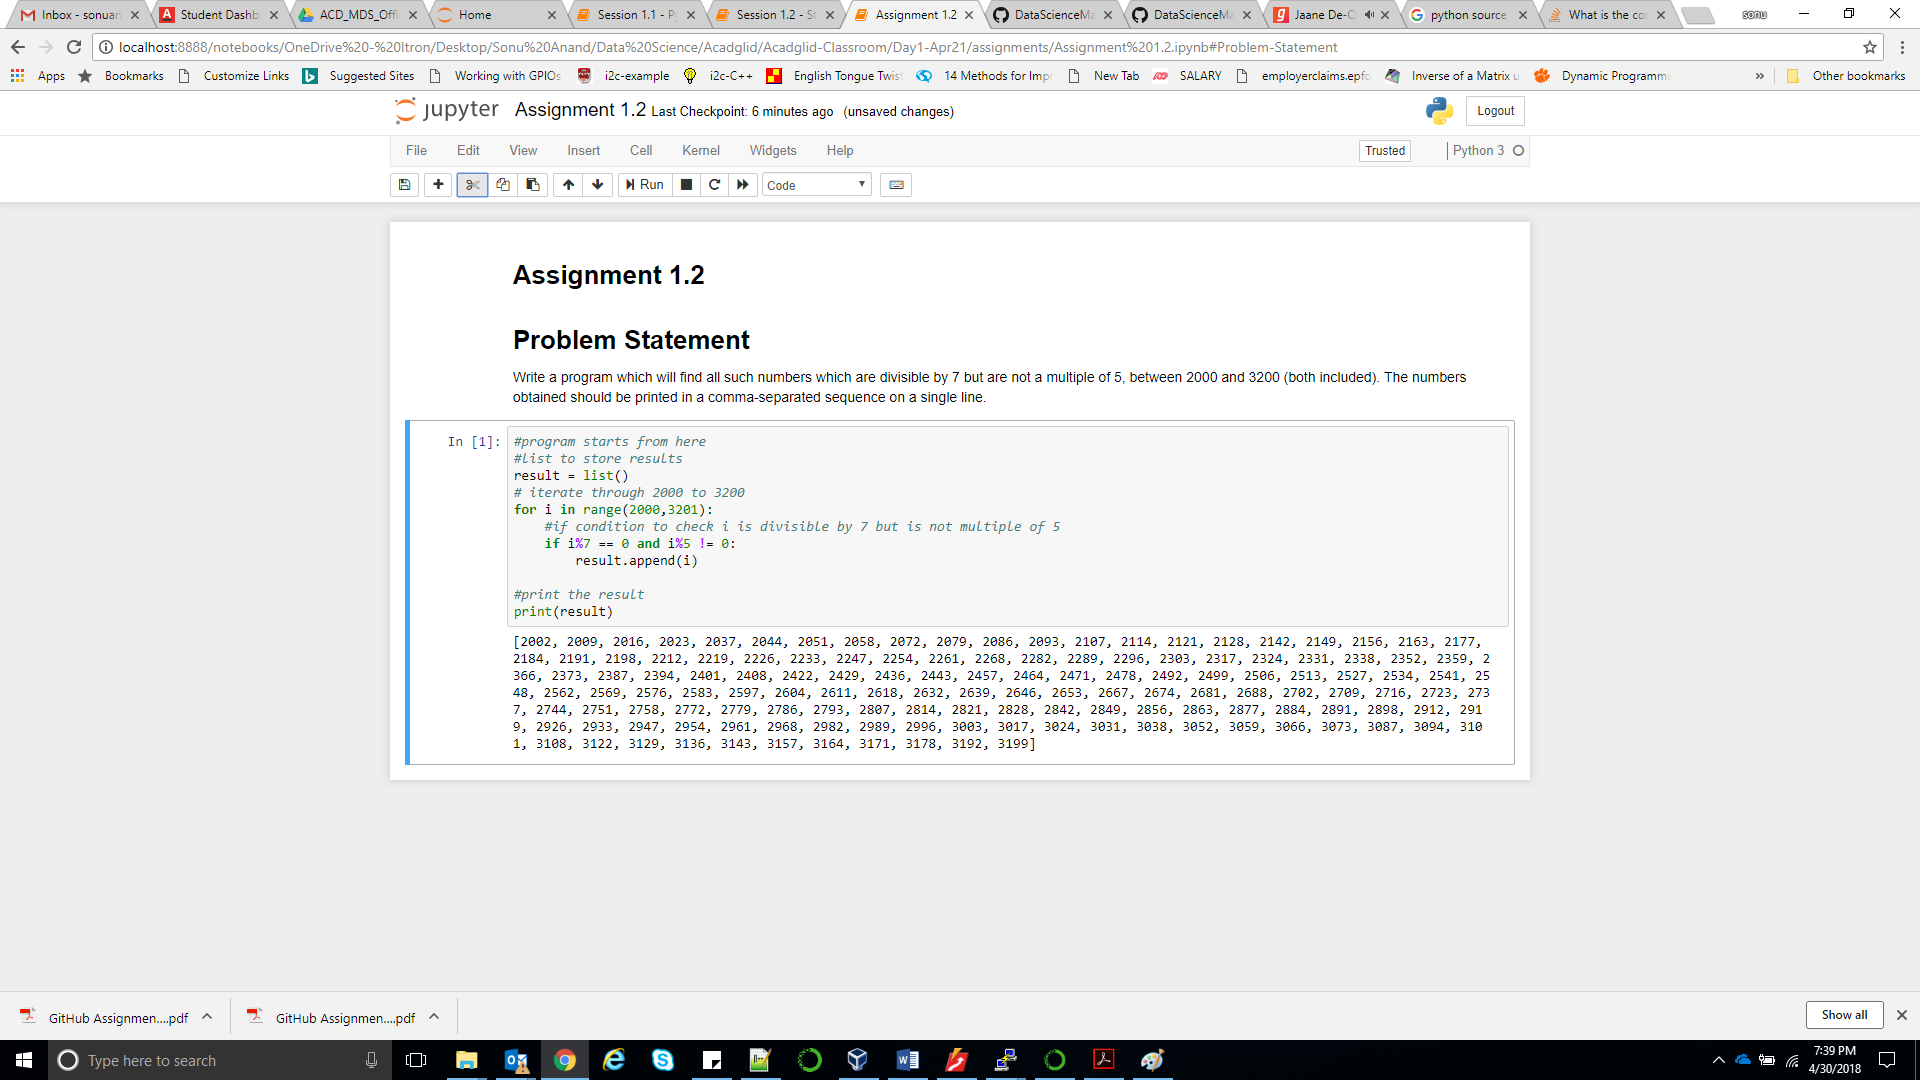 Inbox - sonuan
Student Dashb
ACD_MDS_Offi
Home
Session 1.1 - P
Session 1.2 - St
Assignment 1.2
DataScienceMa
DataScienceMa
Jaane De-C
python source
What is the co
sonu
localhost:8888/notebooks/OneDrive%20-%20Itron/Desktop/Sonu%20Anand/Data%20Science/Acadglid/Acadglid-Classroom/Day1-Apr21/assignments/Assignment%201.2.ipynb#Problem-Statement
Apps
Bookmarks
Customize Links
Suggested Sites
Working with GPIOs
i2c-example
i2c-C++
English Tongue Twist
14 Methods for Impr
New Tab
SALARY
employerclaims.epfc
Inverse of a Matrix u
Dynamic Programmi
»
Other bookmarks
jupyter Assignment 1.2 Last Checkpoint: 6 minutes ago (unsaved changes)
Logout
File Edit View Insert Cell Kernel Widgets Help
Trusted
Python 3
Run
Code
Assignment 1.2
Problem Statement
Write a program which will find all such numbers which are divisible by 7 but are not a multiple of 5, between 2000 and 3200 (both included). The numbers
obtained should be printed in a comma-separated sequence on a single line.
In [1]:
#program starts from here
#list to store results
result = list()
# iterate through 2000 to 3200
for i in range(2000,3201):
    #if condition to check i is divisible by 7 but is not multiple of 5
    if i%7 == 0 and i%5 != 0:
        result.append(i)
#print the result
print(result)
[2002, 2009, 2016, 2023, 2037, 2044, 2051, 2058, 2072, 2079, 2086, 2093, 2107, 2114, 2121, 2128, 2142, 2149, 2156, 2163, 2177,
2184, 2191, 2198, 2212, 2219, 2226, 2233, 2247, 2254, 2261, 2268, 2282, 2289, 2296, 2303, 2317, 2324, 2331, 2338, 2352, 2359, 2
366, 2373, 2387, 2394, 2401, 2408, 2422, 2429, 2436, 2443, 2457, 2464, 2471, 2478, 2492, 2499, 2506, 2513, 2527, 2534, 2541, 25
48, 2562, 2569, 2576, 2583, 2597, 2604, 2611, 2618, 2632, 2639, 2646, 2653, 2667, 2674, 2681, 2688, 2702, 2709, 2716, 2723, 273
7, 2744, 2751, 2758, 2772, 2779, 2786, 2793, 2807, 2814, 2821, 2828, 2842, 2849, 2856, 2863, 2877, 2884, 2891, 2898, 2912, 291
9, 2926, 2933, 2947, 2954, 2961, 2968, 2982, 2989, 2996, 3003, 3017, 3024, 3031, 3038, 3052, 3059, 3066, 3073, 3087, 3094, 310
1, 3108, 3122, 3129, 3136, 3143, 3157, 3164, 3171, 3178, 3192, 3199]
GitHub Assignmen....pdf
GitHub Assignmen....pdf
Show all
Type here to search
7:39 PM
4/30/2018